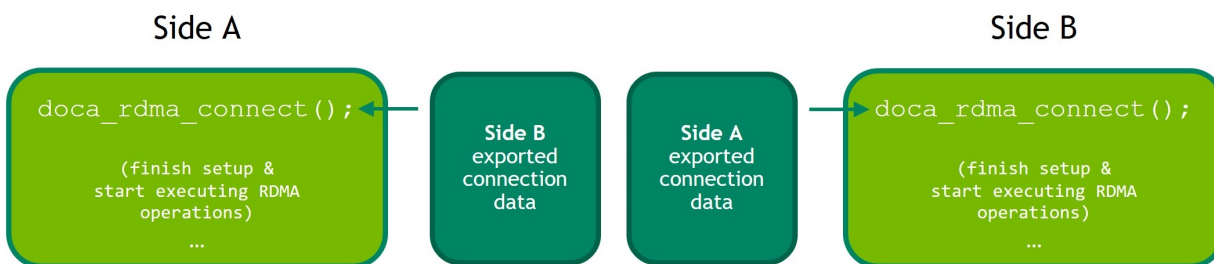 Side A
Side B
doca_rdma_connect();
(finish setup &
start executing RDMA
operations)
...
Side B
exported
connection
data
Side A
exported
connection
data
doca_rdma_connect();
(finish setup &
start executing RDMA
operations)
...